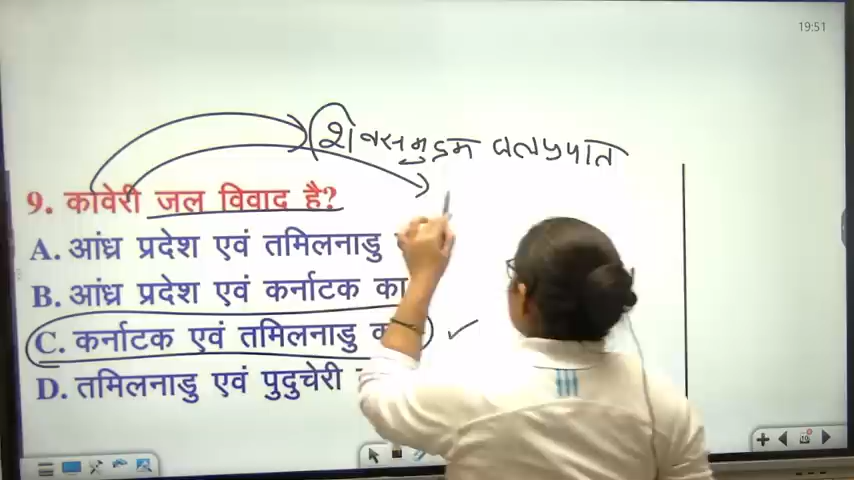 19:51
शिवसमुद्रम जलप्रपात
9. कावेरी जल विवाद है?
A. आंध्र प्रदेश एवं तमिलनाडु
B. आंध्र प्रदेश एवं कर्नाटक का
C. कर्नाटक एवं तमिलनाडु
D. तमिलनाडु एवं पुदुचेरी